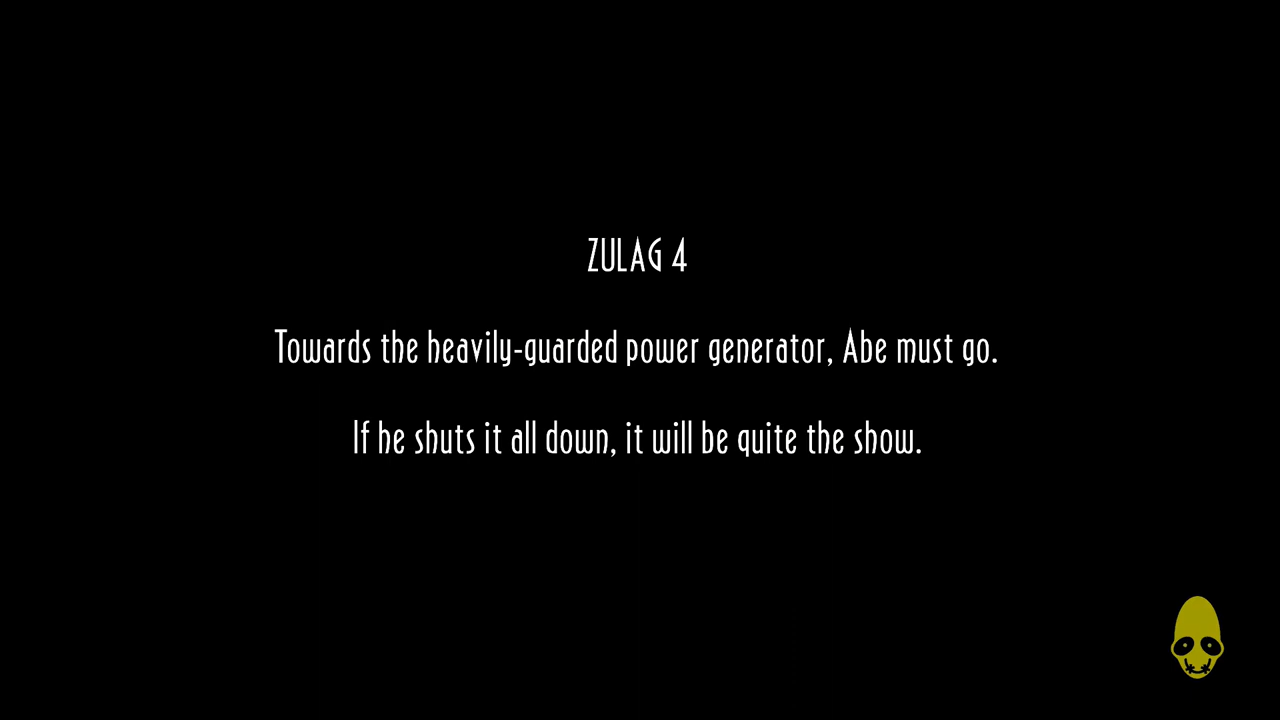 ZULAG 4
Towards the heavily-guarded power generator, Abe must go.
If he shuts it all down, it will be quite the show.